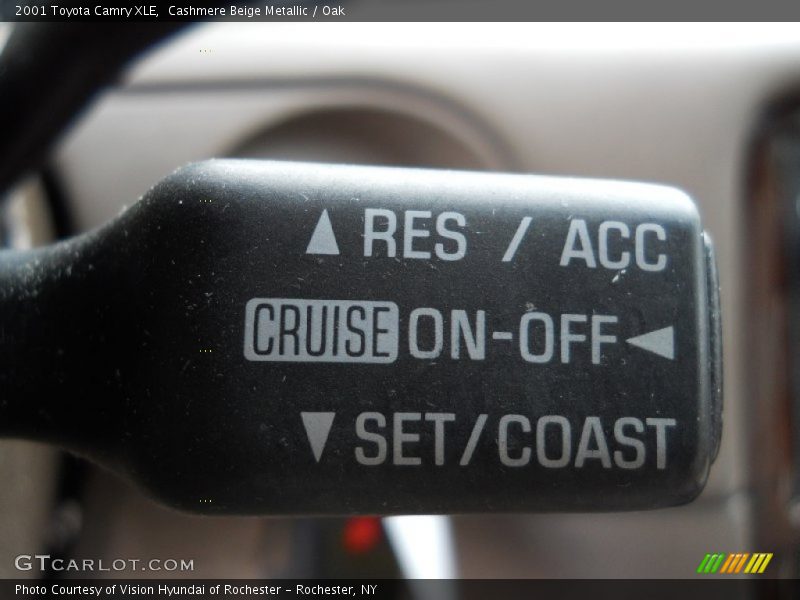 2001 Toyota Camry XLE, Cashmere Beige Metallic / Oak
▲ RES / ACC
CRUISE ON-OFF ◀
▼ SET/COAST
GTCARLOT.COM
Photo Courtesy of Vision Hyundai of Rochester – Rochester, NY